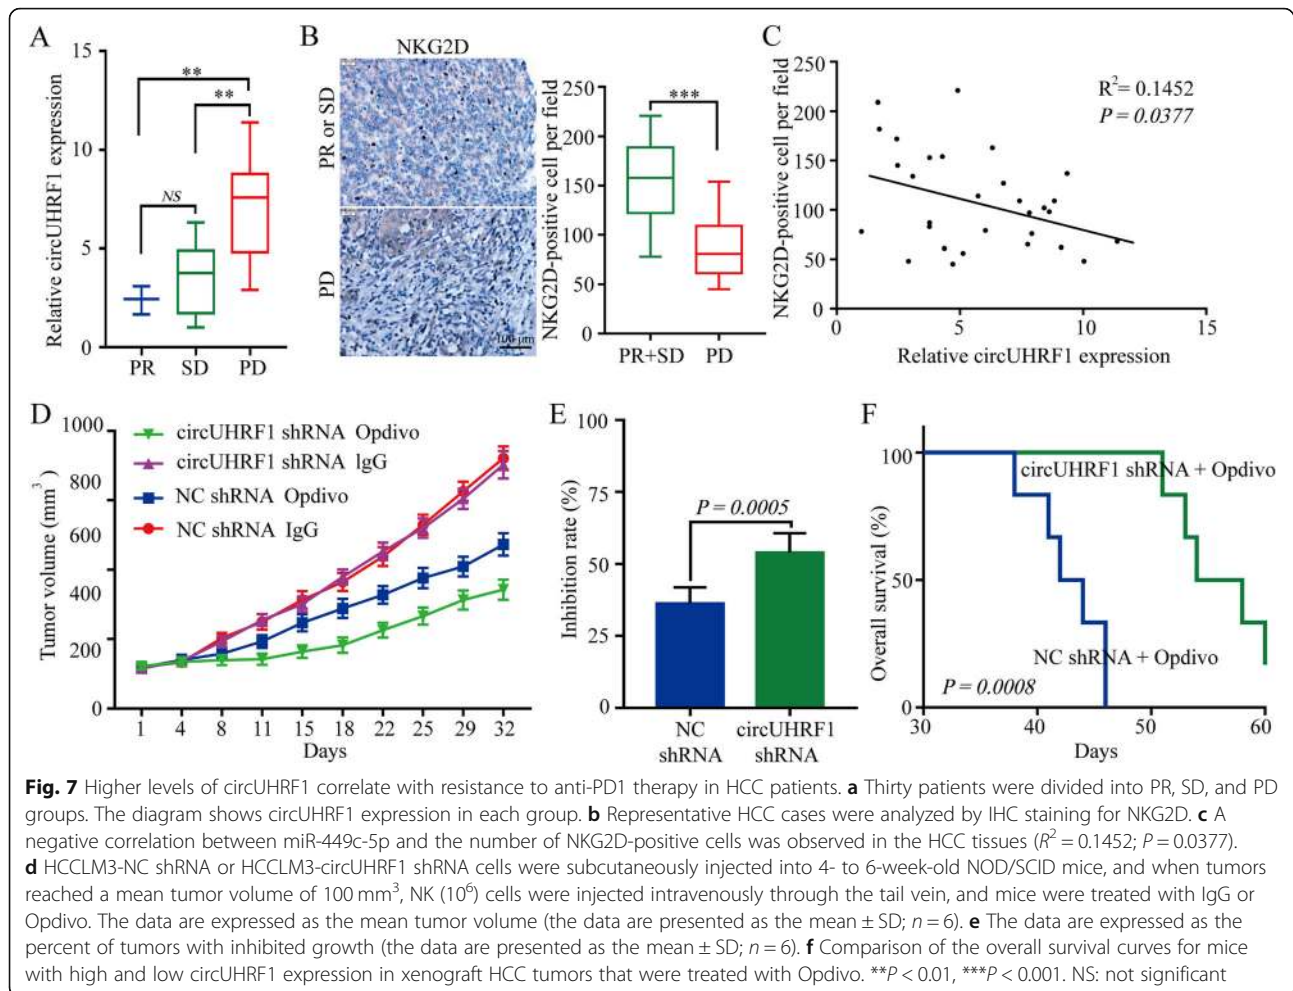 A
Relative circUHRF1 expression
15
10
5
0
**
**
NS
PR SD PD
B
NKG2D
PR or SD
PD
100 μm
NKG2D-positive cell per field
250
200
150
100
50
0
***
PR+SD PD
C
NKG2D-positive cell per field
250
200
150
100
50
0
R²= 0.1452
P = 0.0377
0 5 10 15
Relative circUHRF1 expression
D
Tumor volume (mm³)
1000
800
600
400
200
0
circUHRF1 shRNA Opdivo
circUHRF1 shRNA lgG
NC shRNA Opdivo
NC shRNA IgG
1 4 8 11 15 18 22 25 29 32
Days
E
Inhibition rate (%)
100
75
50
25
0
P = 0.0005
NC
shRNA
circUHRF1
shRNA
F
Overall survival (%)
100
50
0
circUHRF1 shRNA + Opdivo
NC shRNA + Opdivo
P = 0.0008
30 40 50 60
Days
Fig. 7 Higher levels of circUHRF1 correlate with resistance to anti-PD1 therapy in HCC patients. a Thirty patients were divided into PR, SD, and PD
groups. The diagram shows circUHRF1 expression in each group. b Representative HCC cases were analyzed by IHC staining for NKG2D. c A
negative correlation between miR-449c-5p and the number of NKG2D-positive cells was observed in the HCC tissues (R² = 0.1452; P = 0.0377).
d HCCLM3-NC shRNA or HCCLM3-circUHRF1 shRNA cells were subcutaneously injected into 4- to 6-week-old NOD/SCID mice, and when tumors
reached a mean tumor volume of 100 mm³, NK (10⁶) cells were injected intravenously through the tail vein, and mice were treated with IgG or
Opdivo. The data are expressed as the mean tumor volume (the data are presented as the mean ± SD; n = 6). e The data are expressed as the
percent of tumors with inhibited growth (the data are presented as the mean ± SD; n = 6). f Comparison of the overall survival curves for mice
with high and low circUHRF1 expression in xenograft HCC tumors that were treated with Opdivo. **P < 0.01, ***P < 0.001. NS: not significant